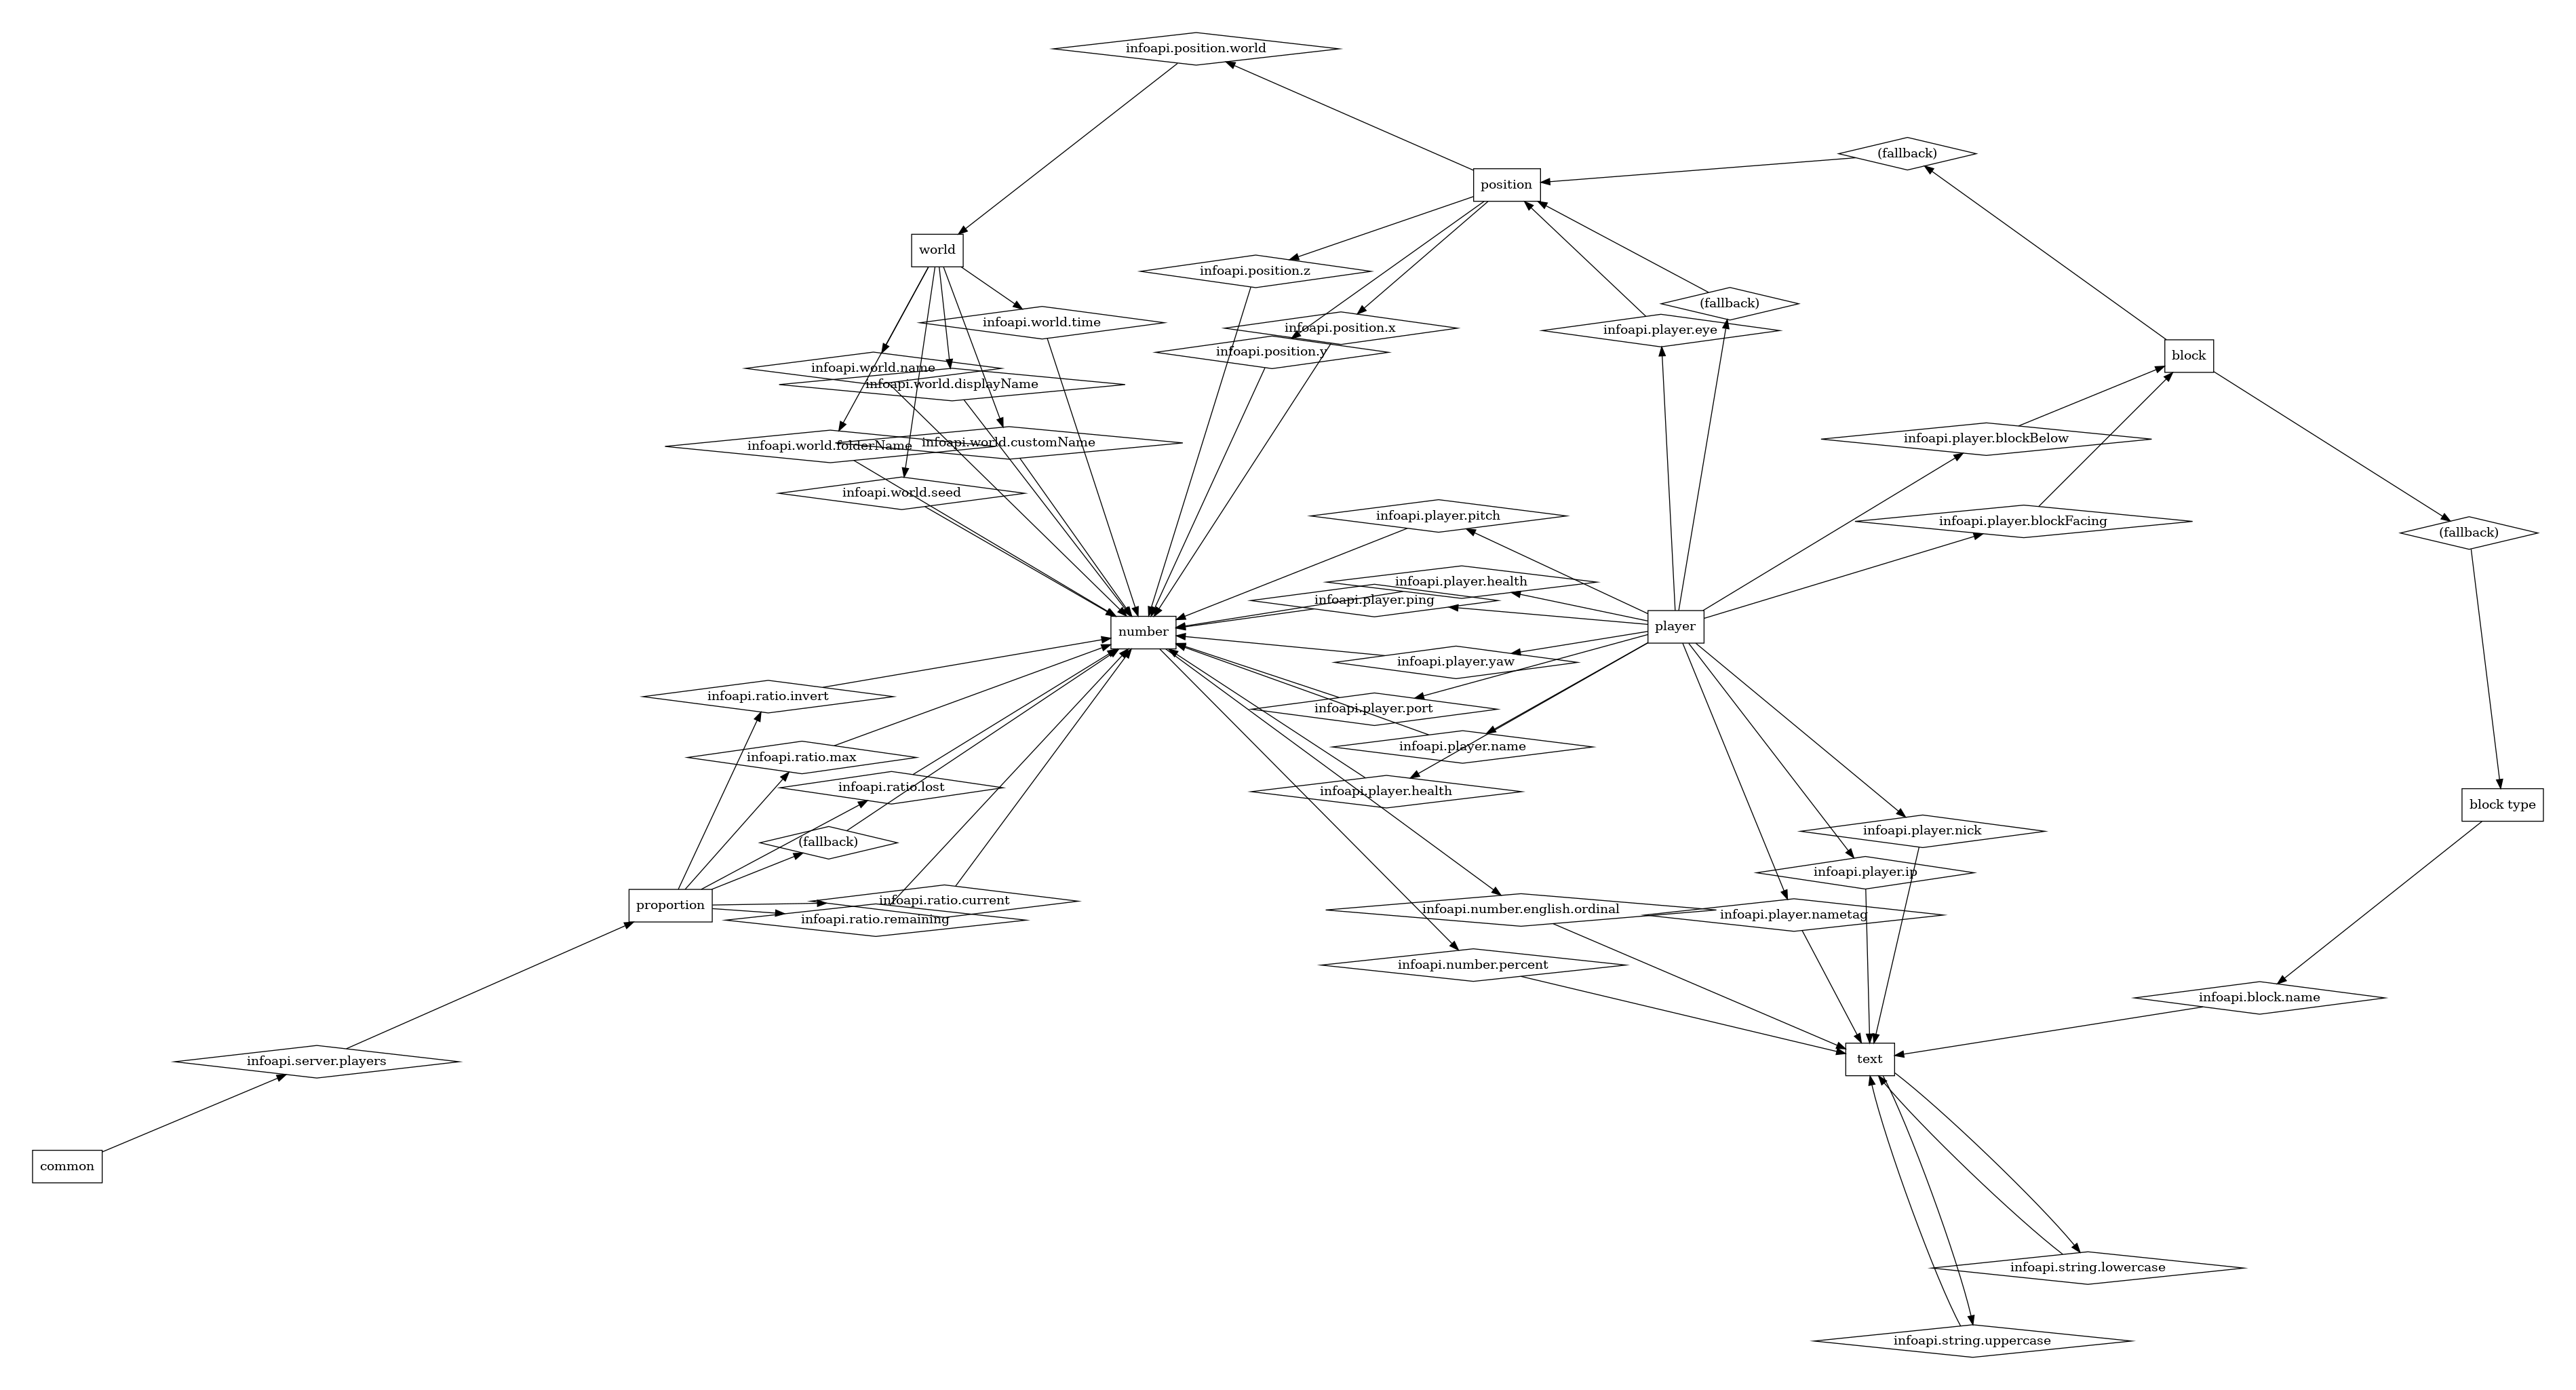 infoapi.position.world
(fallback)
position
world
infoapi.position.z
(fallback)
infoapi.world.time
infoapi.position.x
infoapi.player.eye
infoapi.position.y
block
infoapi.world.name
infoapi.world.displayName
infoapi.player.blockBelow
infoapi.world.folderName
infoapi.world.customName
infoapi.world.seed
infoapi.player.pitch
infoapi.player.blockFacing
(fallback)
infoapi.player.health
infoapi.player.ping
player
number
infoapi.player.yaw
infoapi.ratio.invert
infoapi.player.port
infoapi.player.name
infoapi.ratio.max
infoapi.ratio.lost
infoapi.player.health
block type
infoapi.player.nick
(fallback)
infoapi.player.ip
infoapi.ratio.current
proportion
infoapi.number.english.ordinal
infoapi.player.nametag
infoapi.ratio.remaining
infoapi.number.percent
infoapi.block.name
text
infoapi.server.players
common
infoapi.string.lowercase
infoapi.string.uppercase